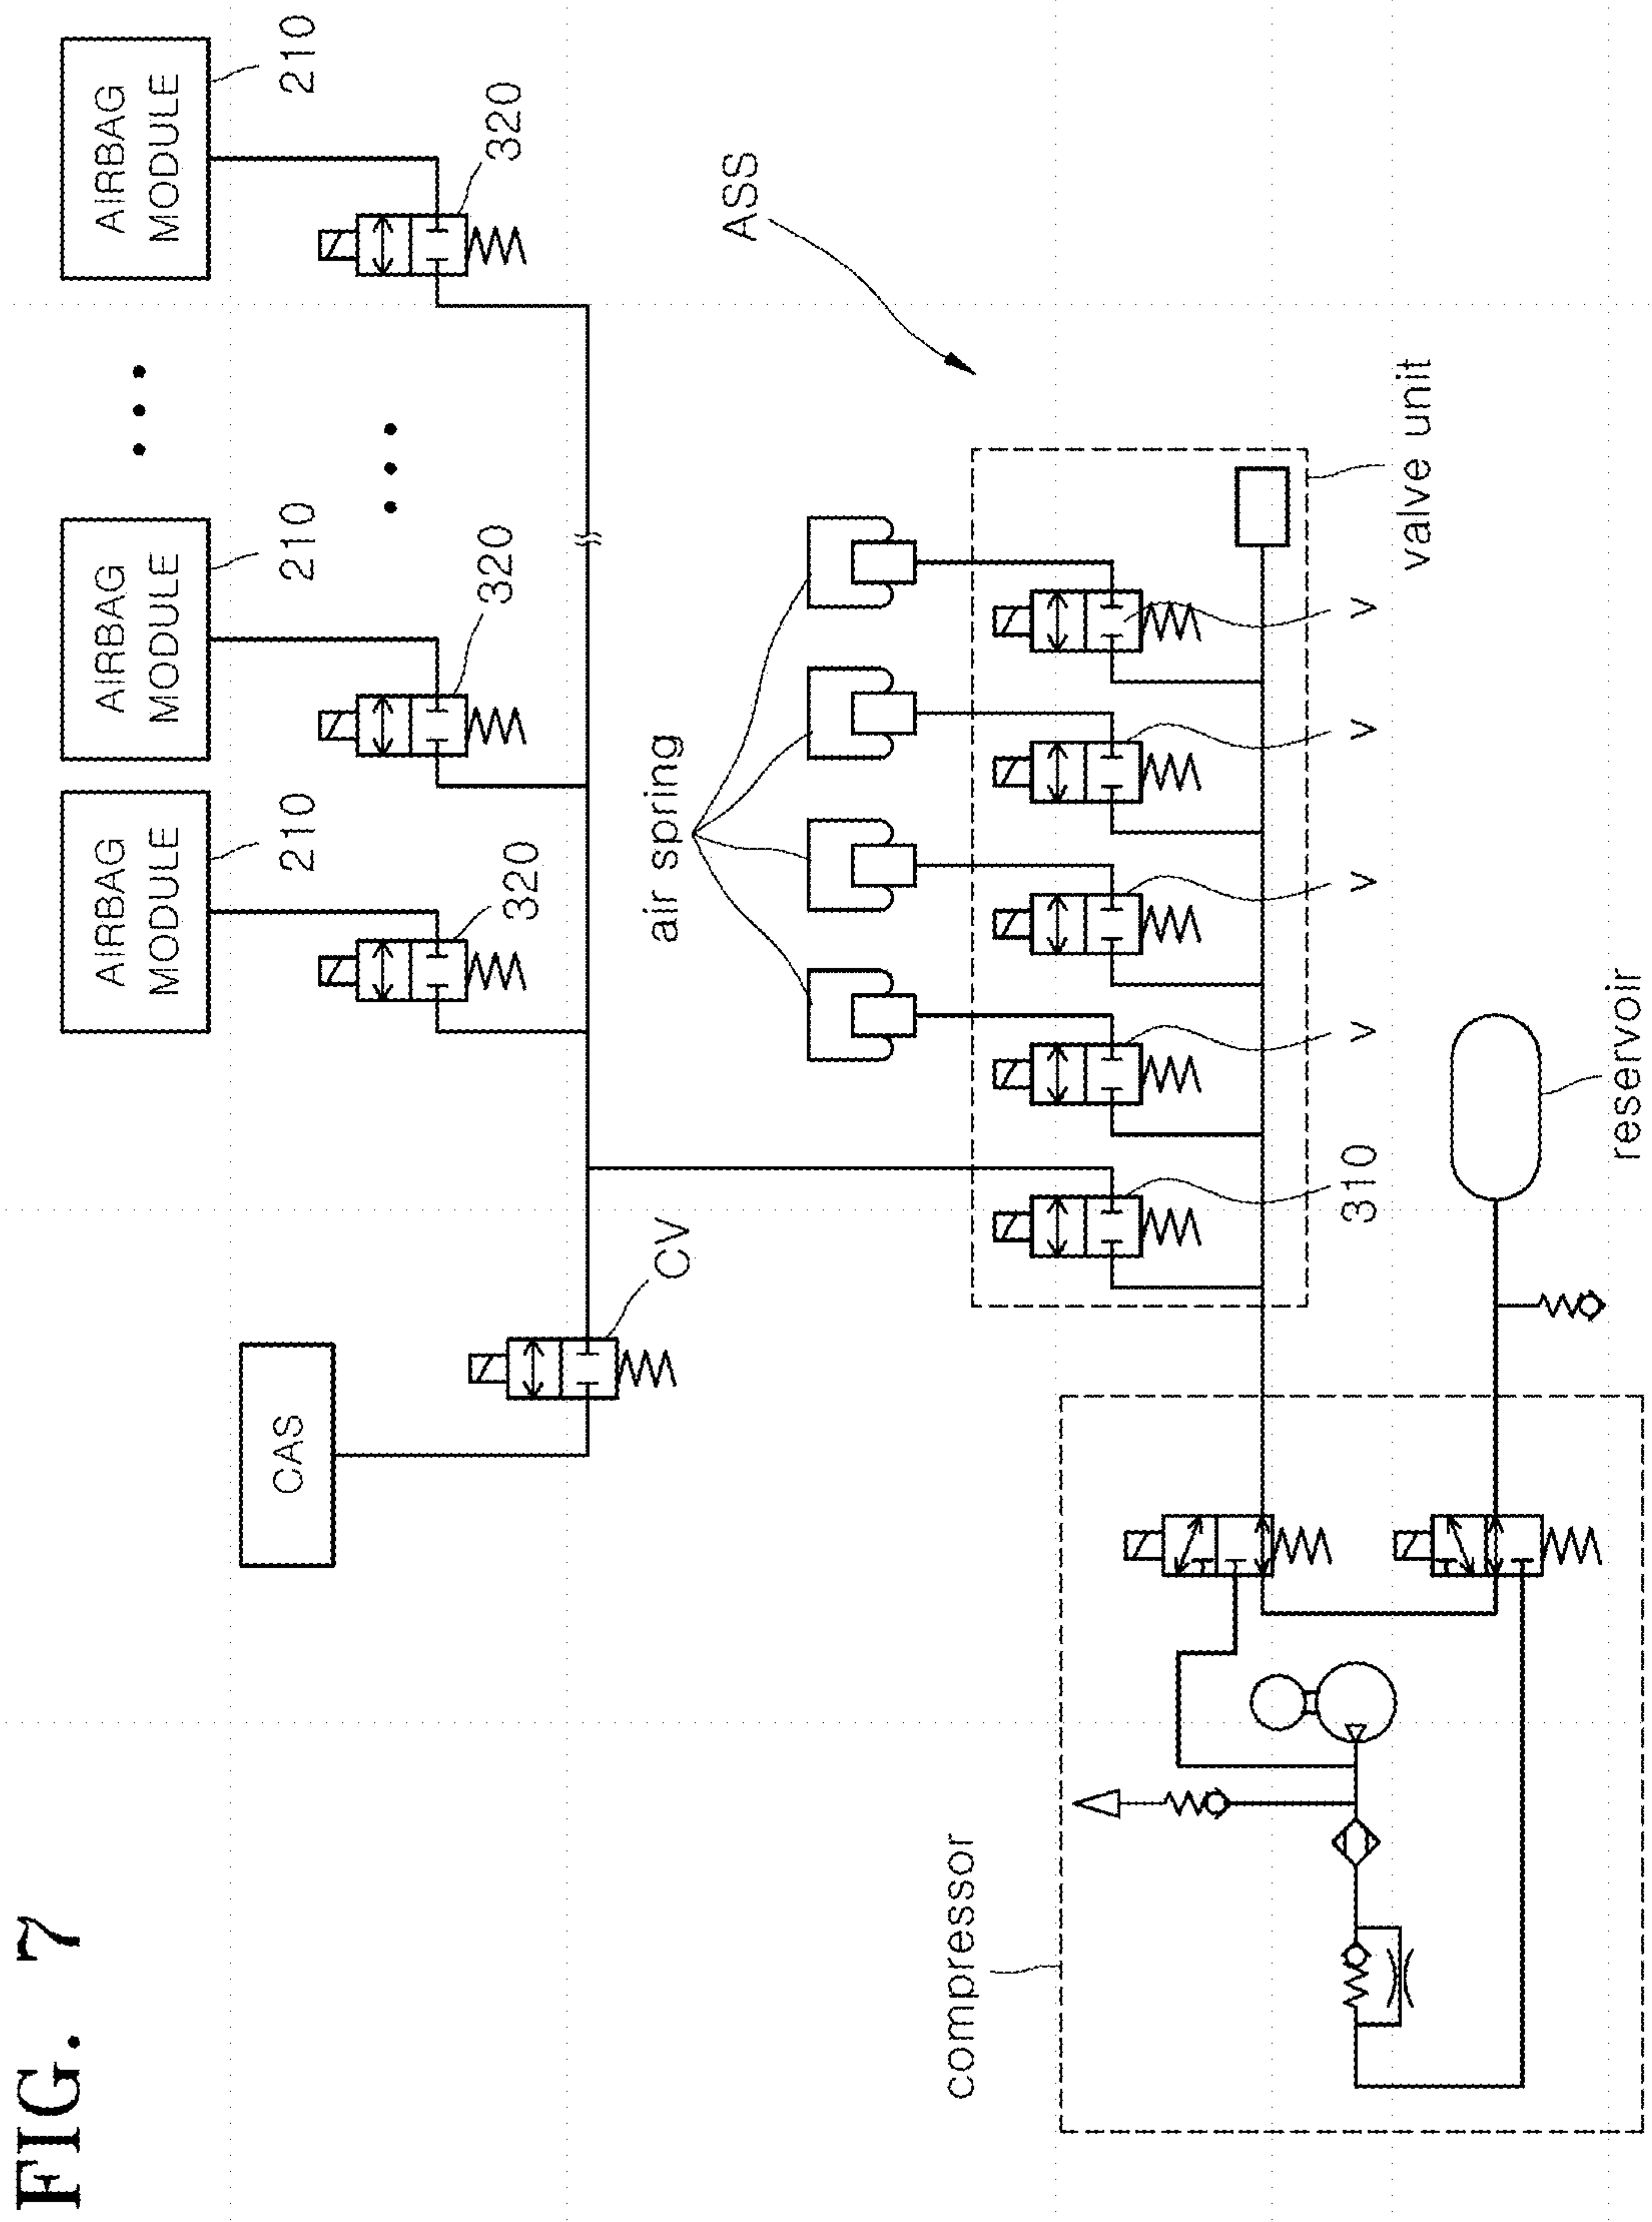 FIG. 7
AIRBAG
MODULE
210
AIRBAG
MODULE
210
AIRBAG
MODULE
210
320
320
320
CAS
CV
ASS
air spring
valve unit
310
v
v
v
v
compressor
reservoir